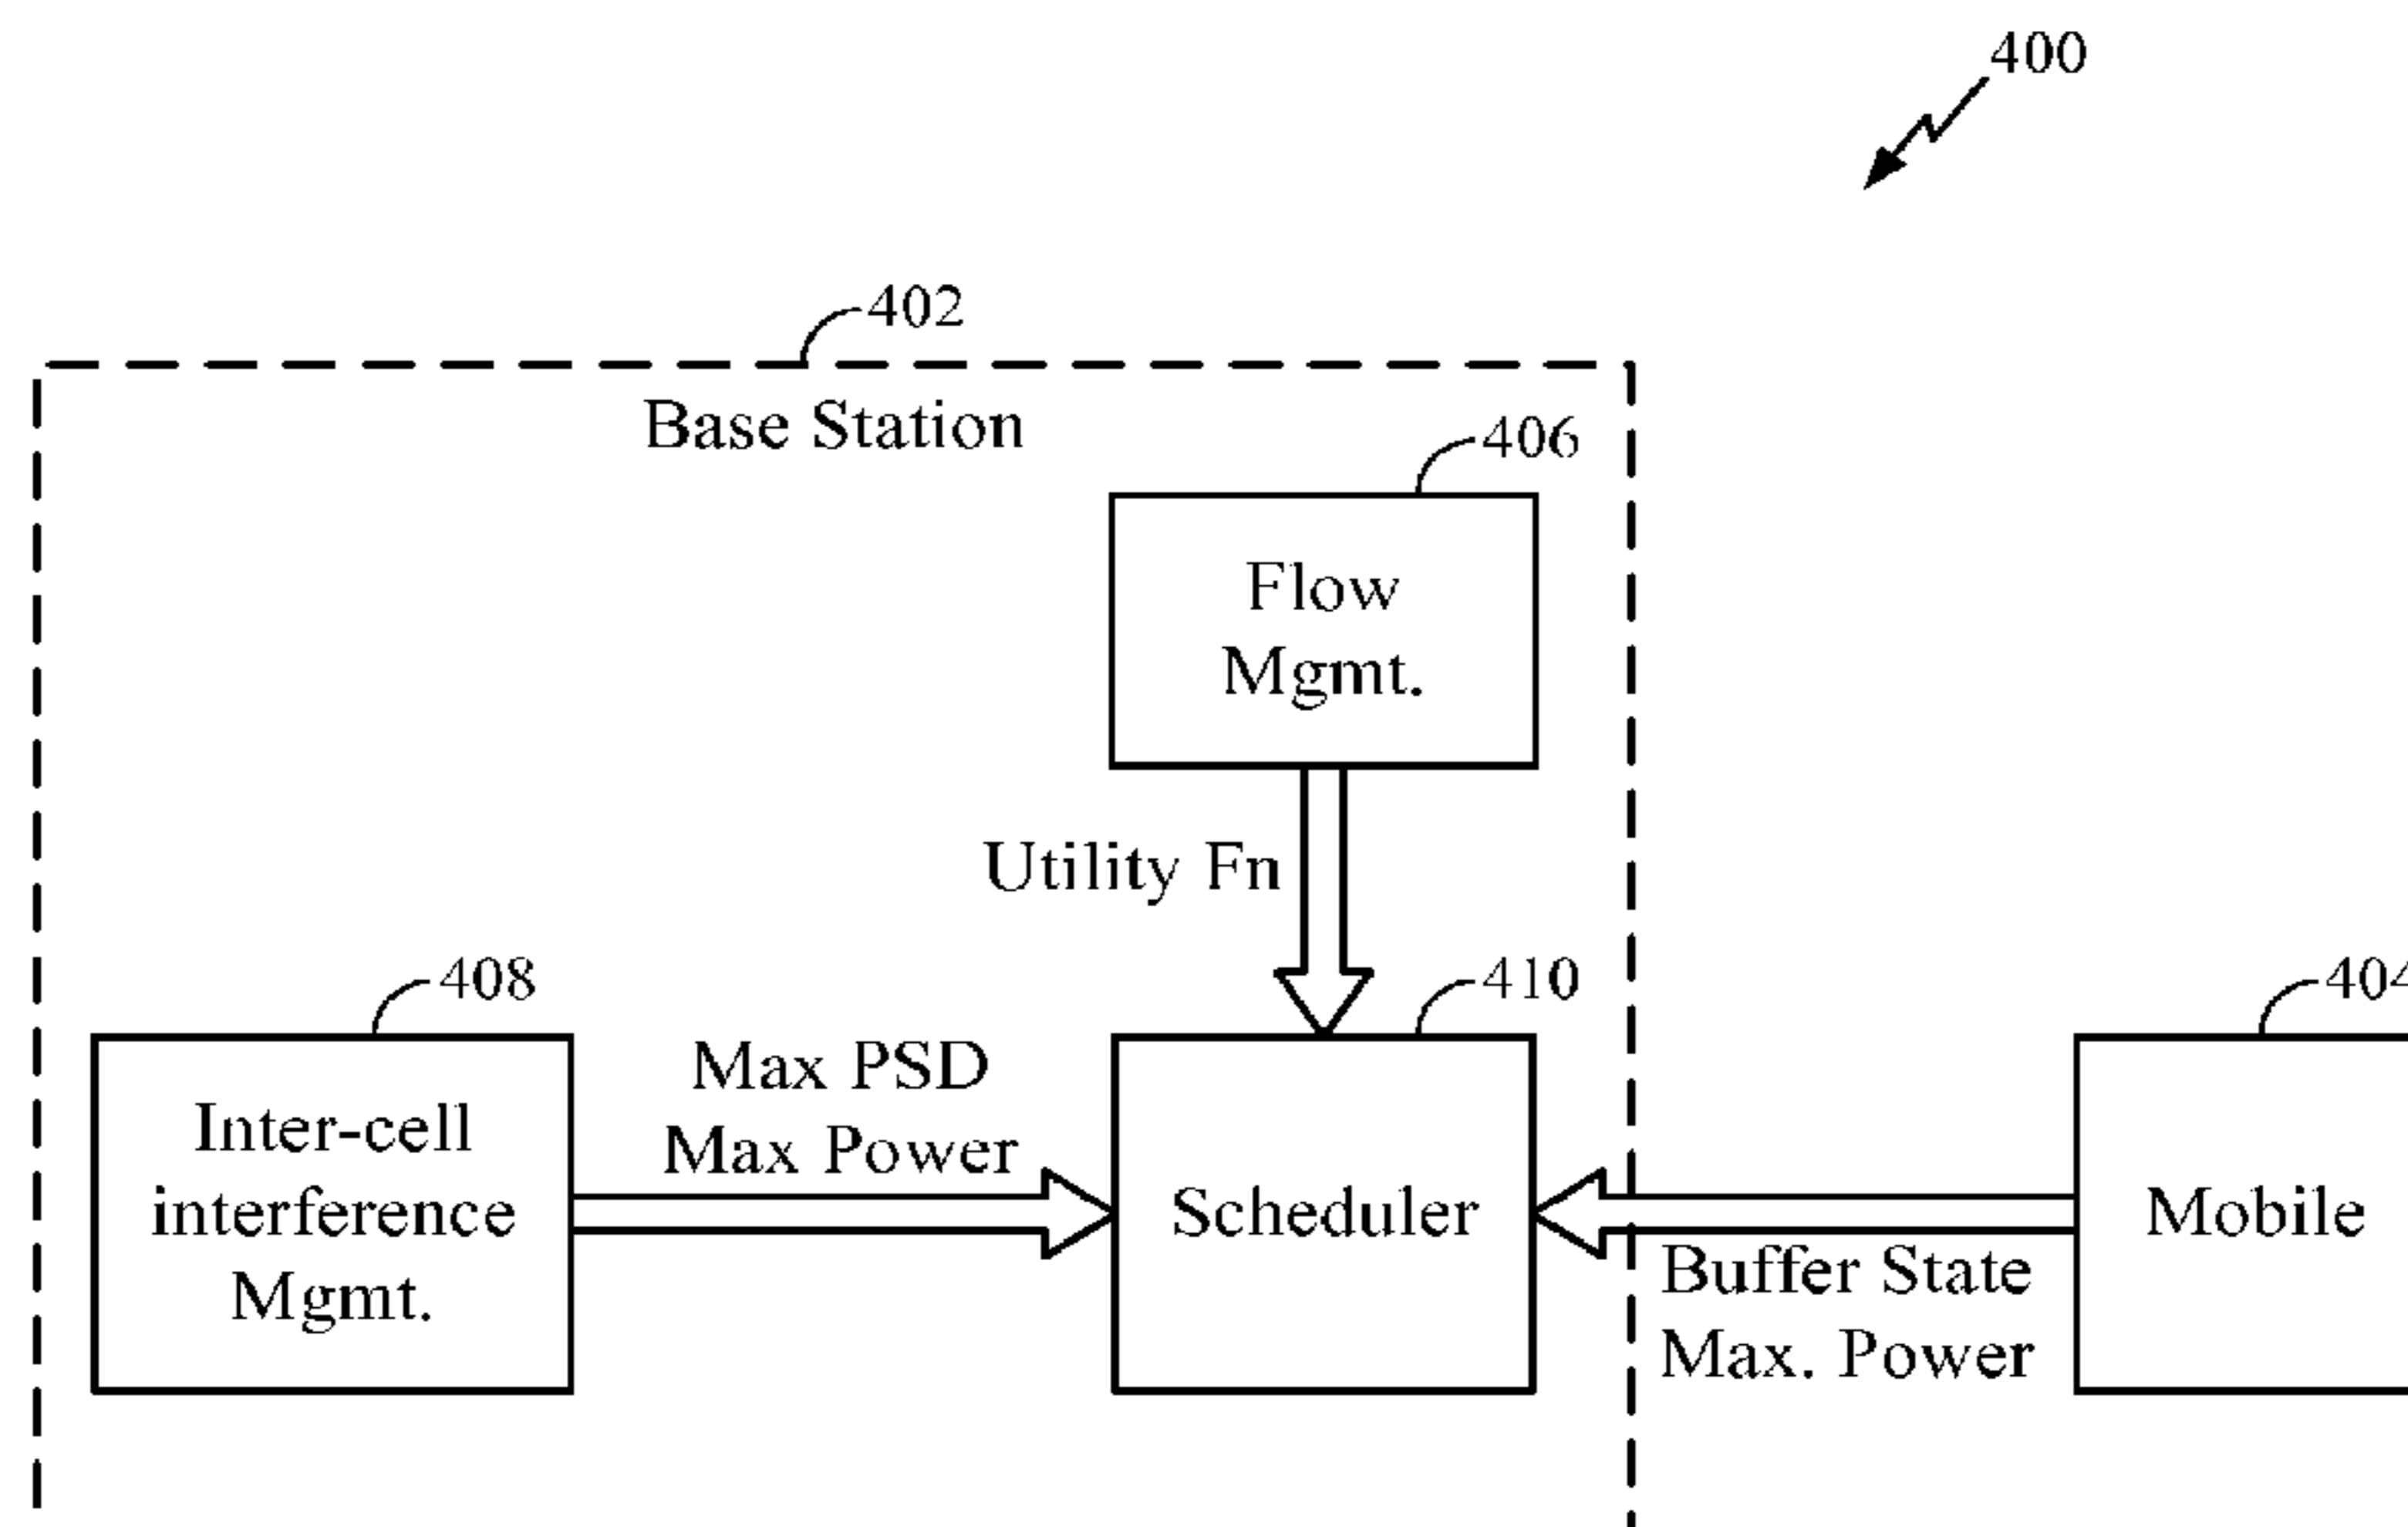 400
402
Base Station
406
Flow
Mgmt.
Utility Fn
408
410
404
Inter-cell
interference
Mgmt.
Max PSD
Max Power
Scheduler
Mobile
Buffer State
Max. Power